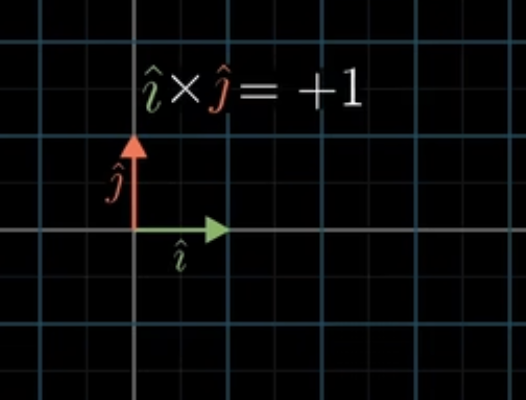 î × ĵ = +1
ĵ
î